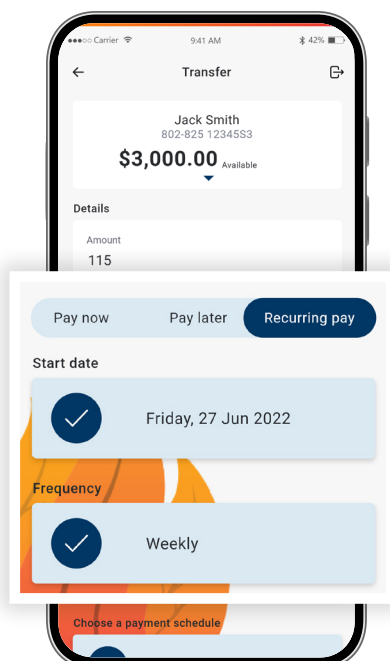 Carrier 9:41 AM 42%
Transfer
Jack Smith
802-825 12345S3
$3,000.00 Available
Details
Amount
115
Pay now Pay later Recurring pay
Start date
Friday, 27 Jun 2022
Frequency
Weekly
Choose a payment schedule